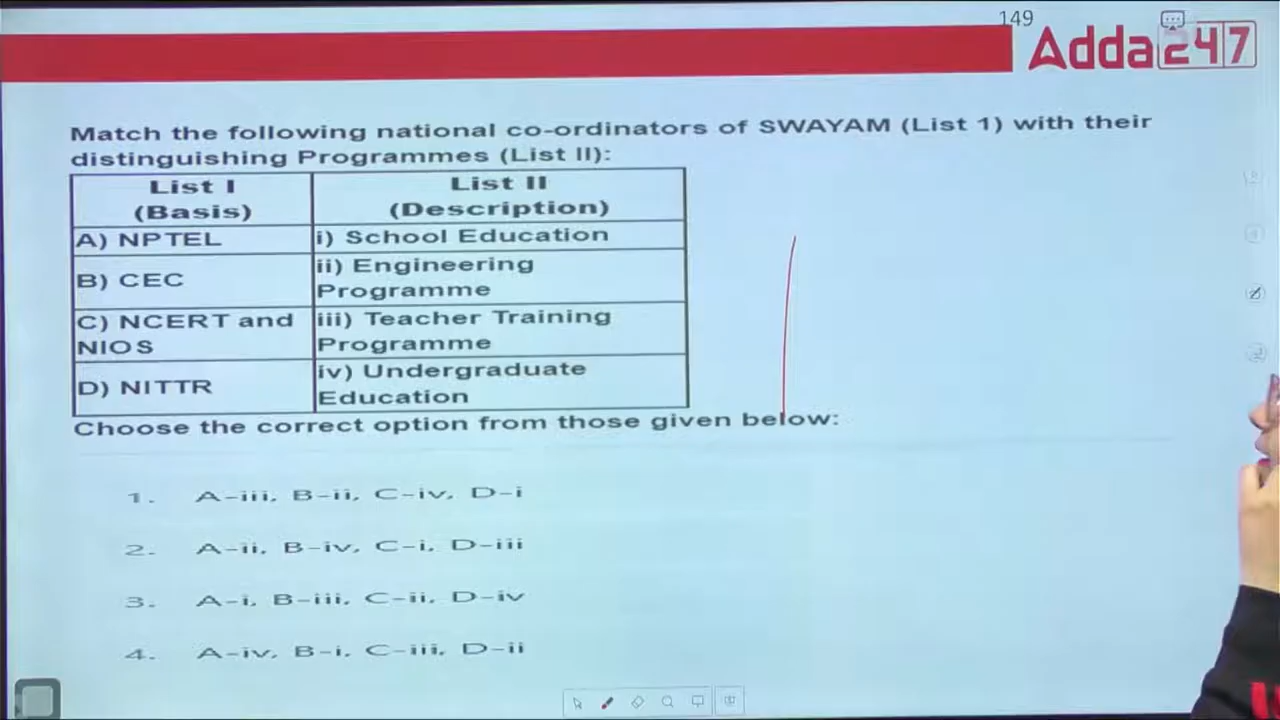 149
Adda247
Match the following national co-ordinators of SWAYAM (List 1) with their
distinguishing Programmes (List II):
List I
(Basis)
List II
(Description)
A) NPTEL
i) School Education
B) CEC
ii) Engineering
Programme
C) NCERT and
NIOS
iii) Teacher Training
Programme
D) NITTR
iv) Undergraduate
Education
Choose the correct option from those given below:
1. A-iii, B-ii, C-iv, D-i
2. A-ii, B-iv, C-i, D-iii
3. A-i, B-iii, C-ii, D-iv
4. A-iv, B-i, C-iii, D-ii